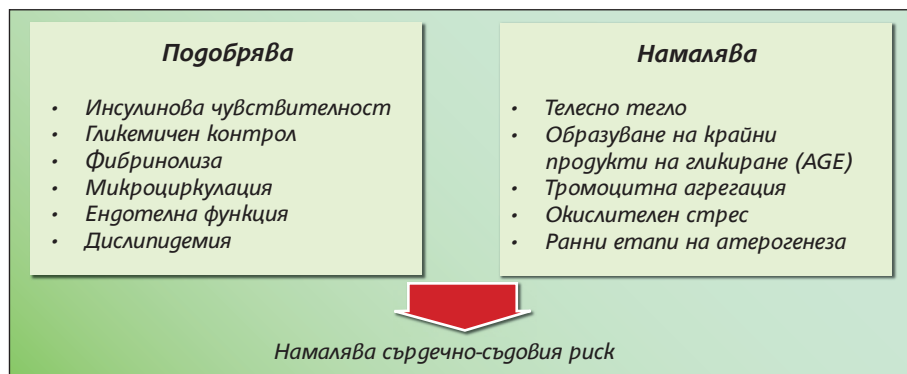 Подобрява
• Инсулинова чувствителност
• Гликемичен контрол
• Фибринолиза
• Микроциркулация
• Ендотелна функция
• Дислипидемия
Намалява
• Телесно тегло
• Образуване на крайни
продукти на гликиране (AGE)
• Тромоцитна агрегация
• Окислителен стрес
• Ранни етапи на атерогенеза
Намалява сърдечно-съдовия риск